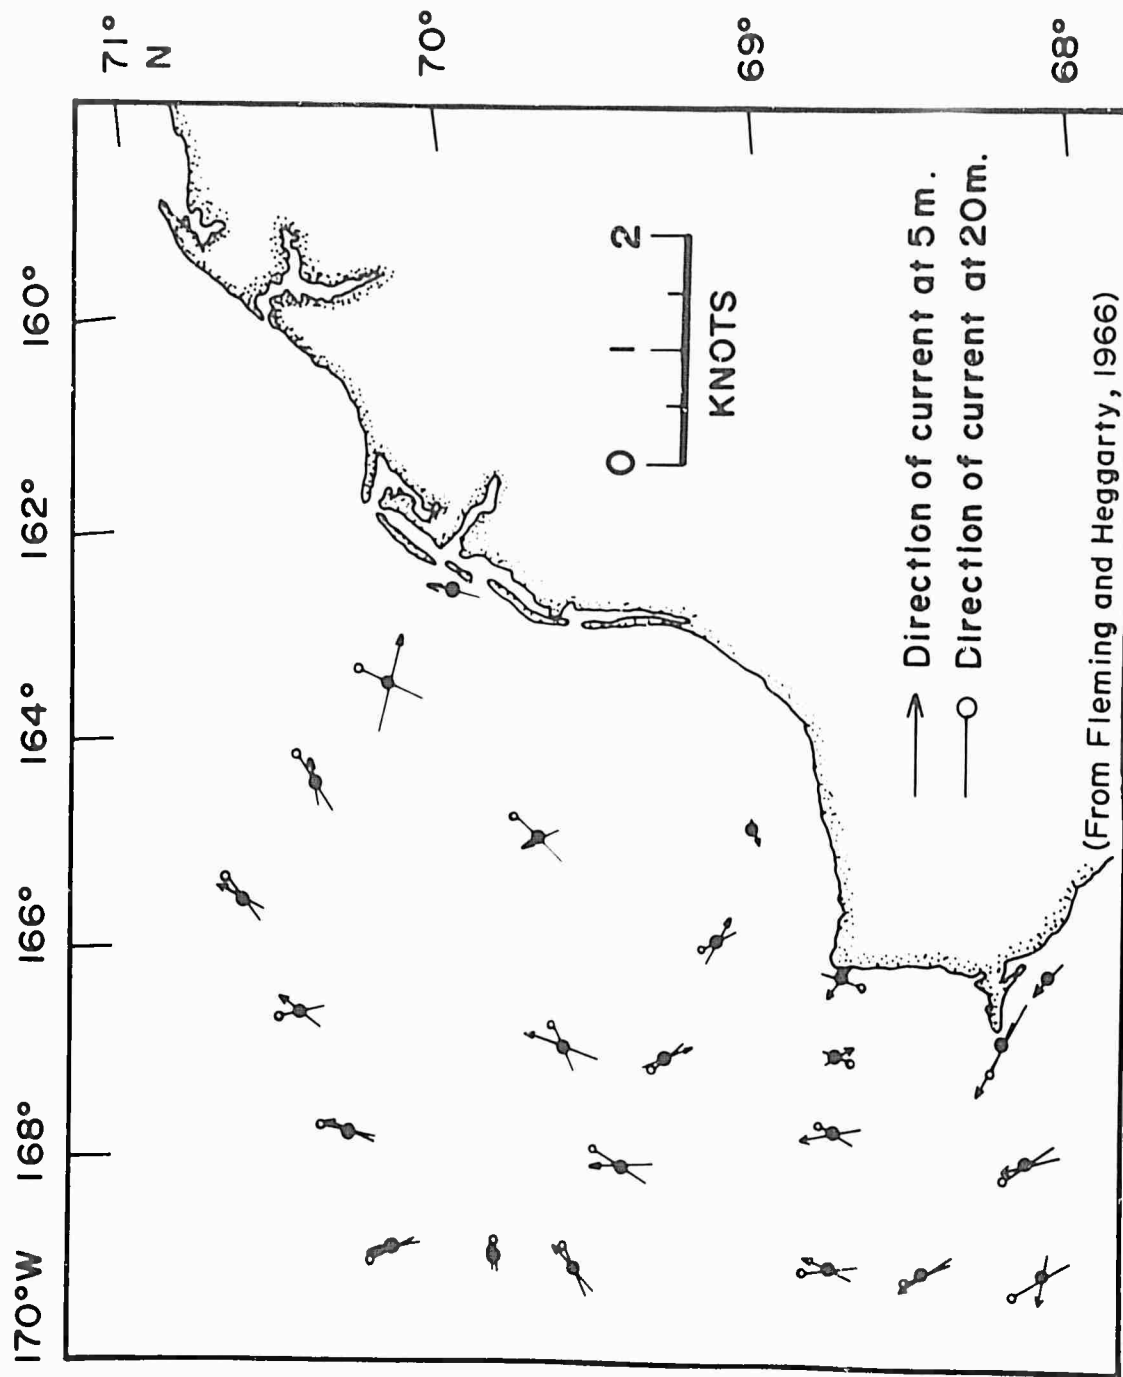 170°W 168° 166° 164° 162° 160°
71°
N
70°
69°
68°
0 1 2
KNOTS
Direction of current at 5m.
Direction of current at 20m.
(From Fleming and Heggarty, 1966)